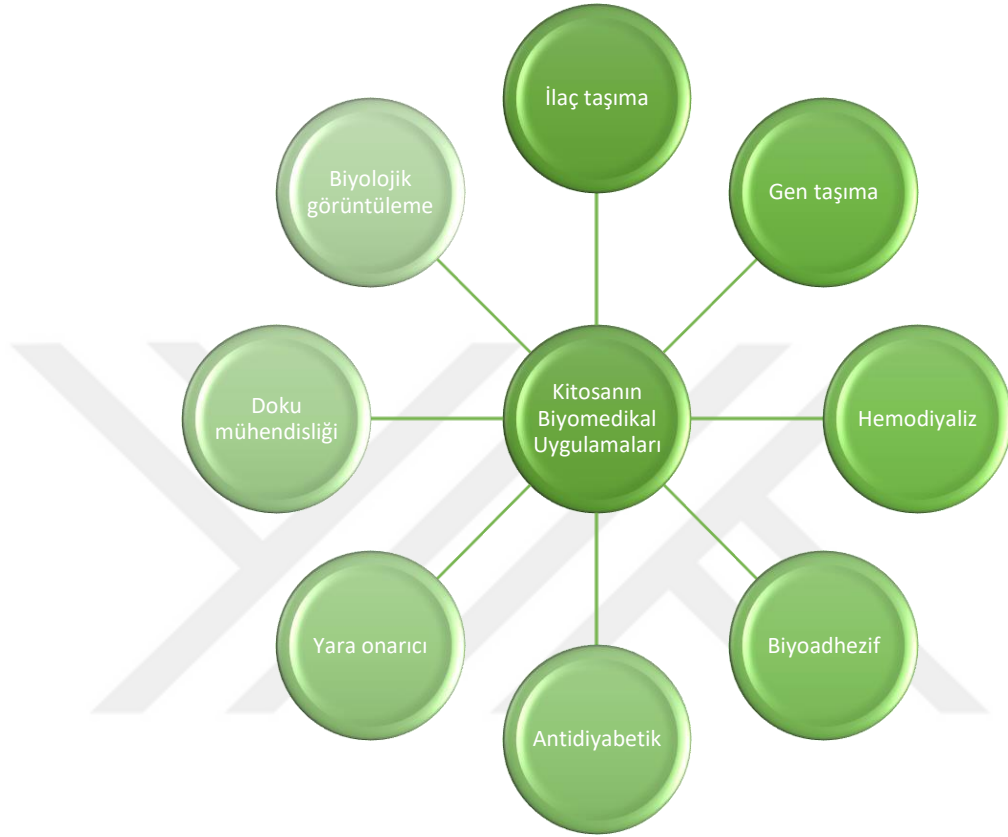 İlaç taşıma
Gen taşıma
Hemodiyaliz
Biyoadhezif
Antidiyabetik
Yara onarıcı
Doku
mühendisliği
Biyolojik
görüntüleme
Kitosanın
Biyomedikal
Uygulamaları